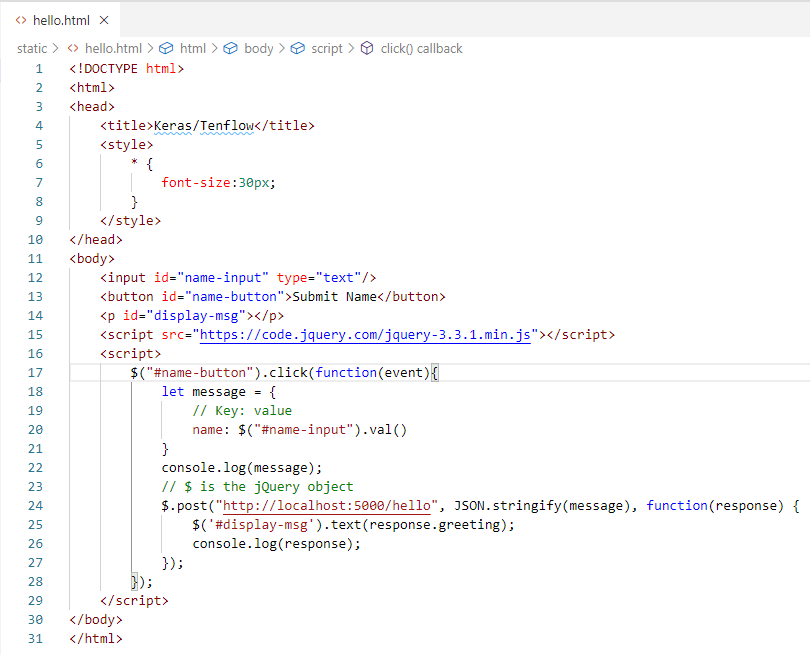 hello.html
static > hello.html > html > body > script > click() callback
1 <!DOCTYPE html>
2 <html>
3 <head>
4     <title>Keras/Tenflow</title>
5     <style>
6         * {
7             font-size:30px;
8         }
9     </style>
10 </head>
11 <body>
12     <input id="name-input" type="text"/>
13     <button id="name-button">Submit Name</button>
14     <p id="display-msg"></p>
15     <script src="https://code.jquery.com/jquery-3.3.1.min.js"></script>
16     <script>
17         $("#name-button").click(function(event){
18             let message = {
19                 // Key: value
20                 name: $("#name-input").val()
21             }
22             console.log(message);
23             // $ is the jQuery object
24             $.post("http://localhost:5000/hello", JSON.stringify(message), function(response) {
25                 $('#display-msg').text(response.greeting);
26                 console.log(response);
27             });
28         });
29     </script>
30 </body>
31 </html>